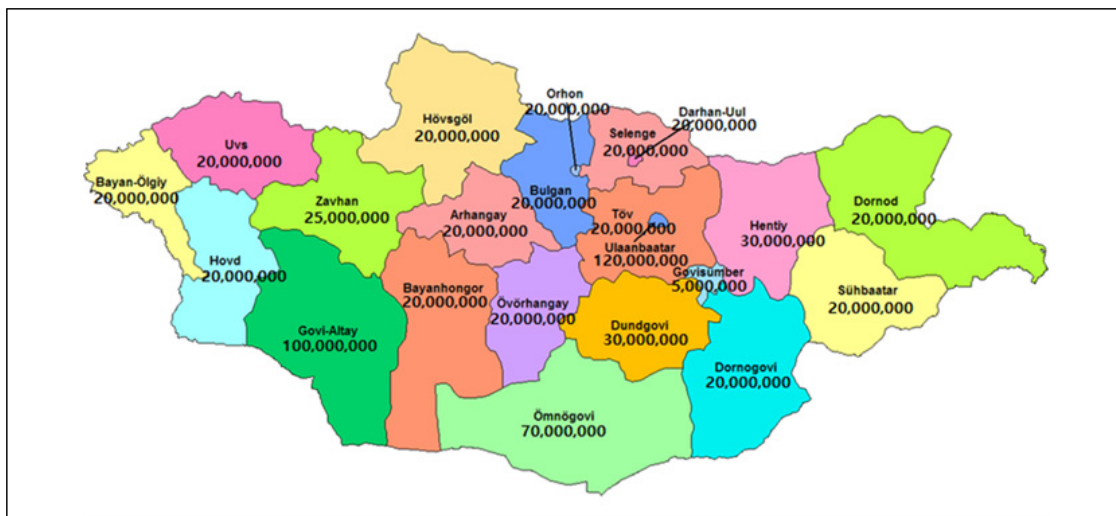 Orhon
20,000,000
Darhan-Uul
20,000,000
Hövsgöl
20,000,000
Selenge
20,000,000
Uvs
20,000,000
Bayan-Ölgiy
20,000,000
Zavhan
25,000,000
Arhangay
20,000,000
Bulgan
20,000,000
Töv
20,000,000
Ulaanbaatar
120,000,000
Hentiy
30,000,000
Dornod
20,000,000
Hovd
20,000,000
Govisümber
5,000,000
Bayanhongor
20,000,000
Övörhangay
20,000,000
Sühbaatar
20,000,000
Govi-Altay
100,000,000
Dundgovi
30,000,000
Dornogovi
20,000,000
Ömnögovi
70,000,000